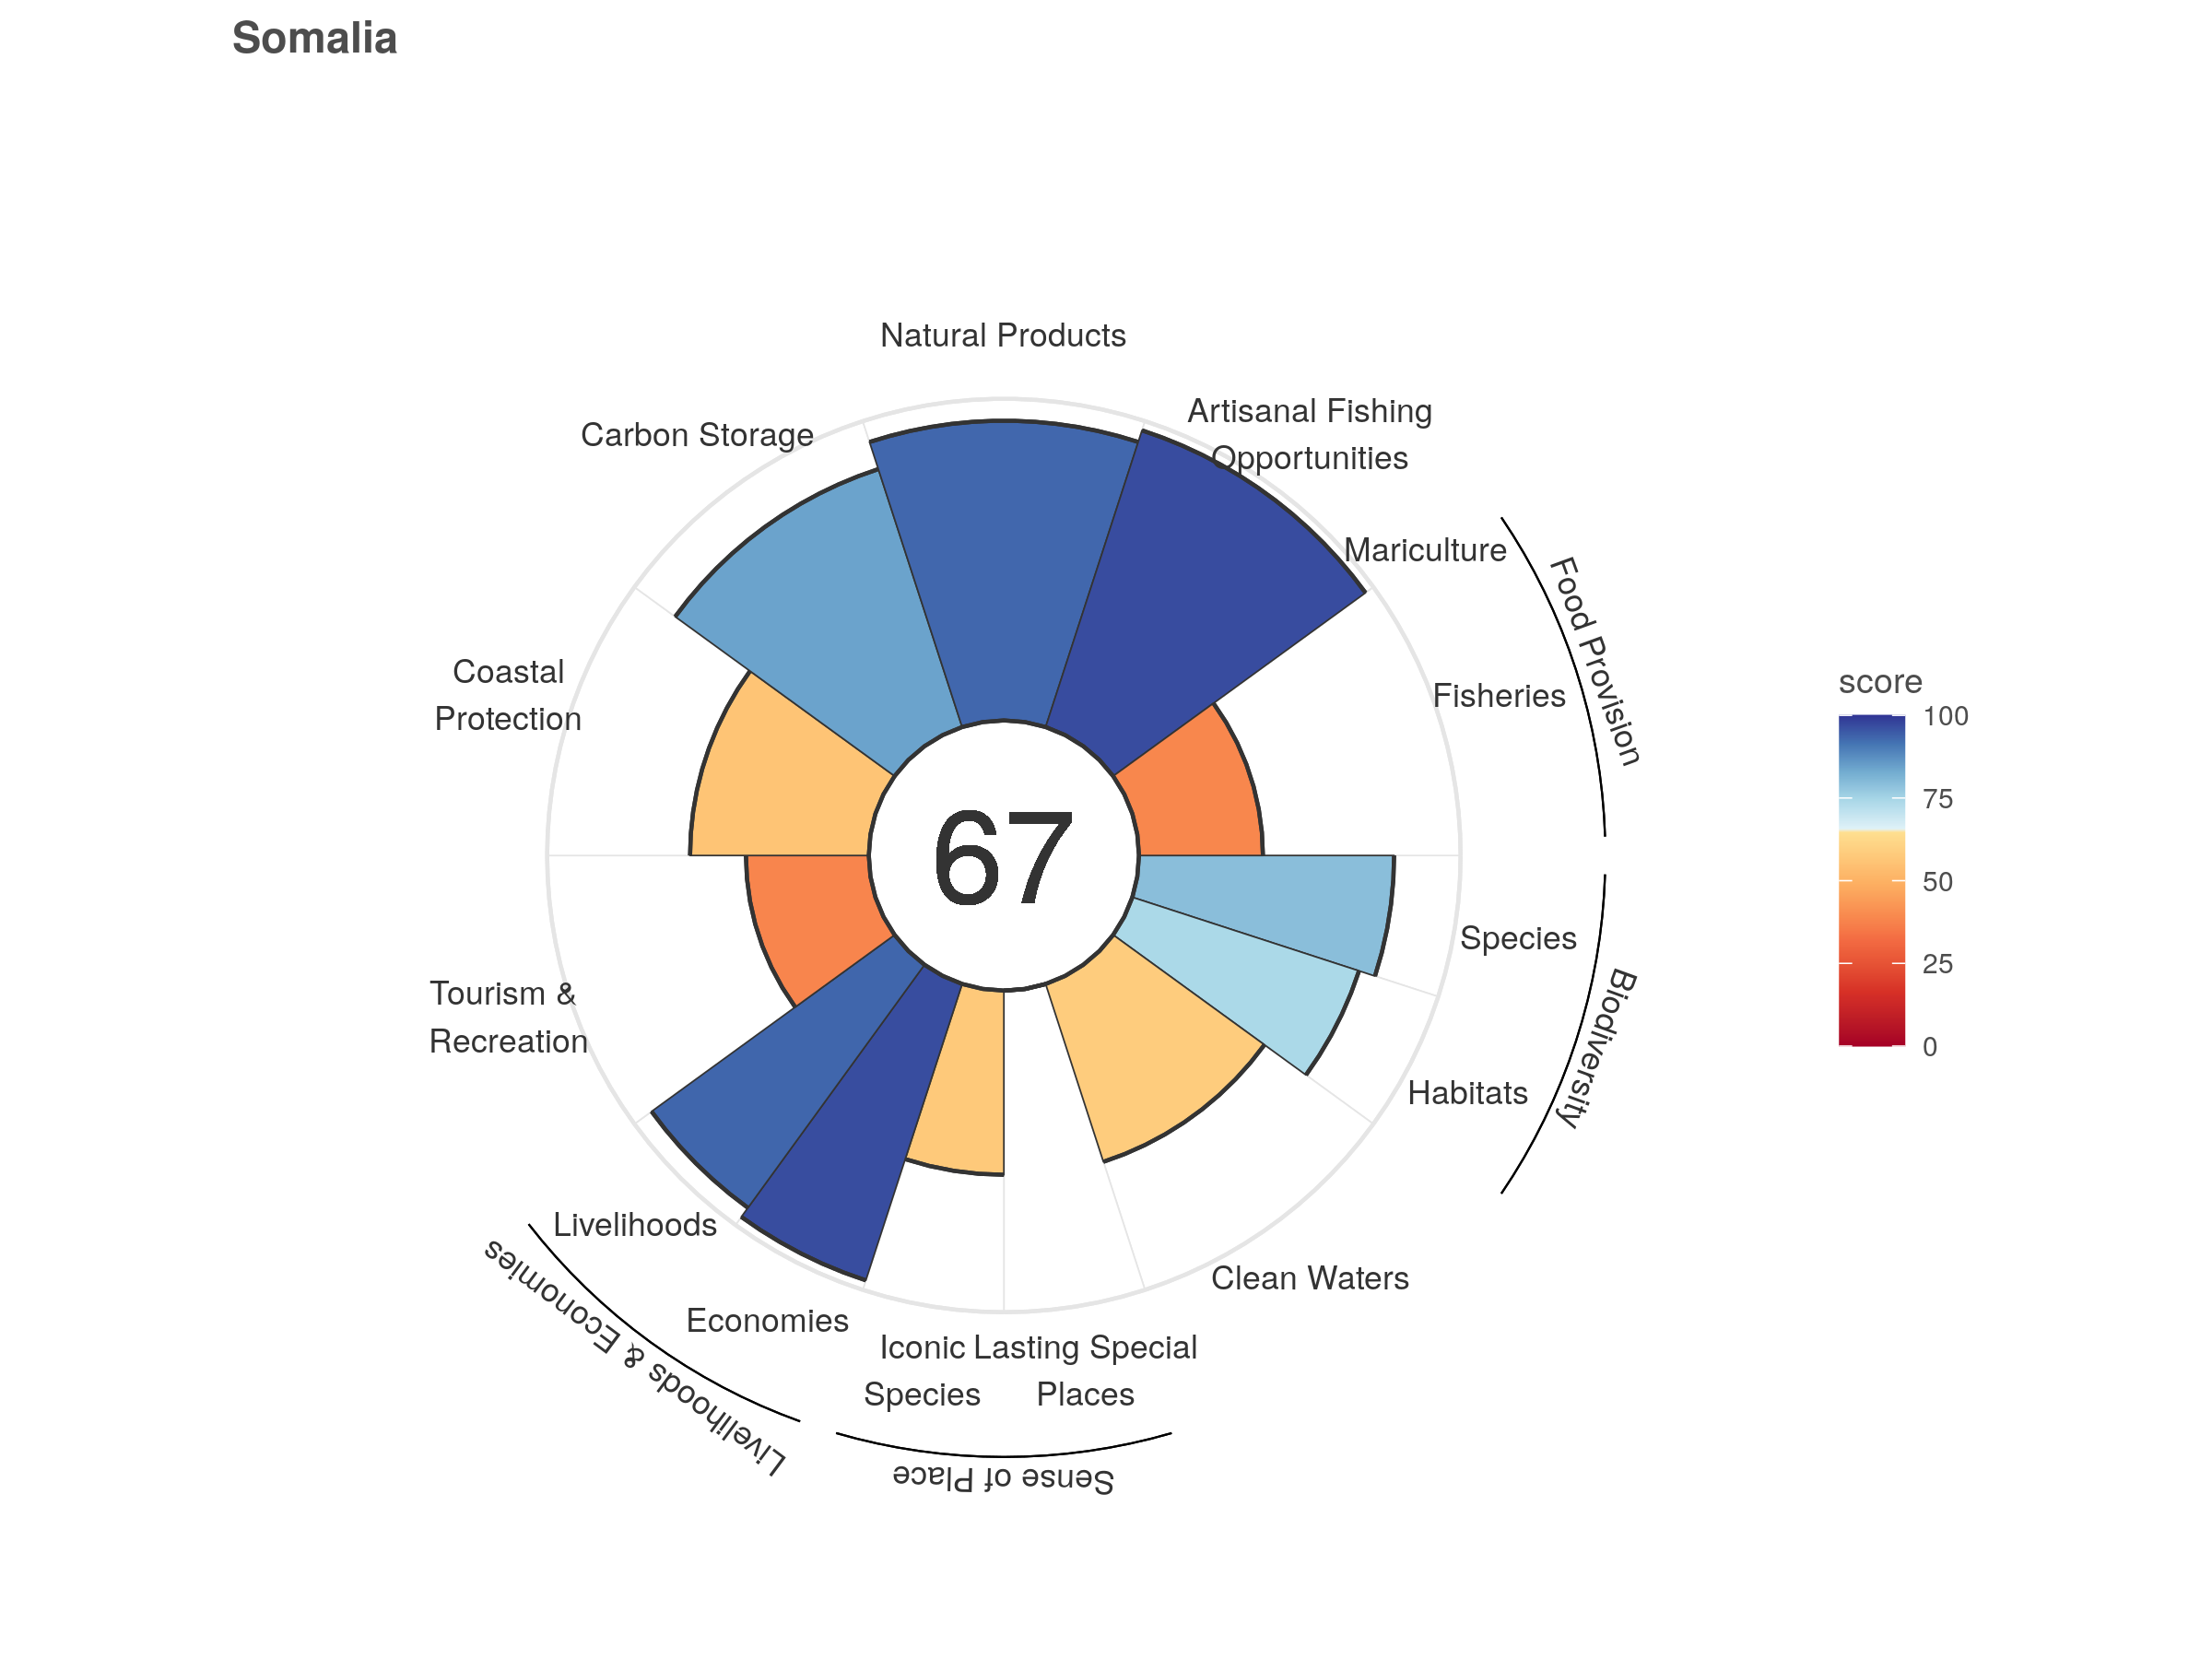 Somalia
Natural Products
Artisanal Fishing
Opportunities
Carbon Storage
Mariculture
Food Provision
Fisheries
Coastal
Protection
score
100
75
50
25
0
67
Species
Biodiversity
Tourism &
Recreation
Habitats
Livelihoods
Livelihoods & Economies
Clean Waters
Economies
Iconic
Species
Lasting Special
Places
Sense of Place